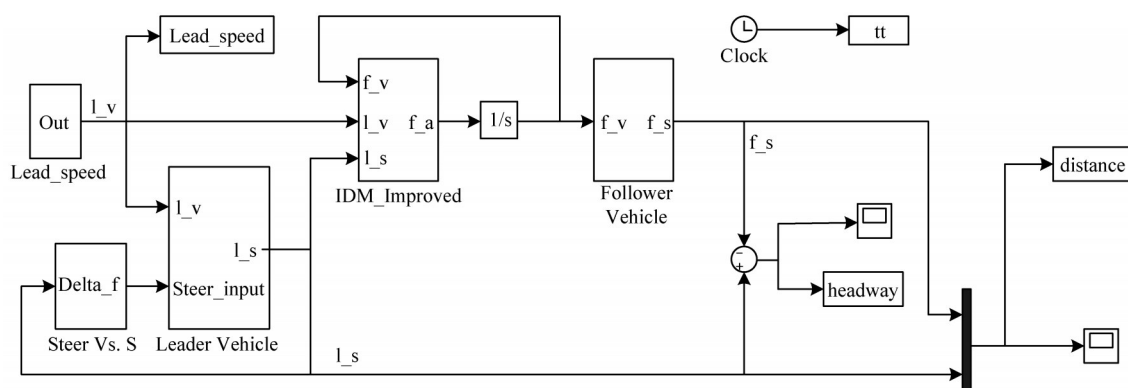 Lead_speed
tt
Clock
l_v
Out
Lead_speed
f_v
l_v
f_a
l_s
IDM_Improved
1/s
f_v
f_s
Follower
Vehicle
f_s
distance
l_v
l_s
Steer_input
Leader Vehicle
Delta_f
Steer Vs. S
−
+
headway
l_s